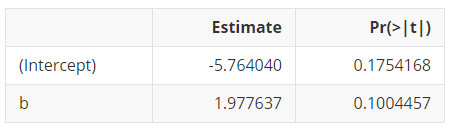 Estimate Pr(>|t|)
(Intercept) -5.764040 0.1754168
b 1.977637 0.1004457